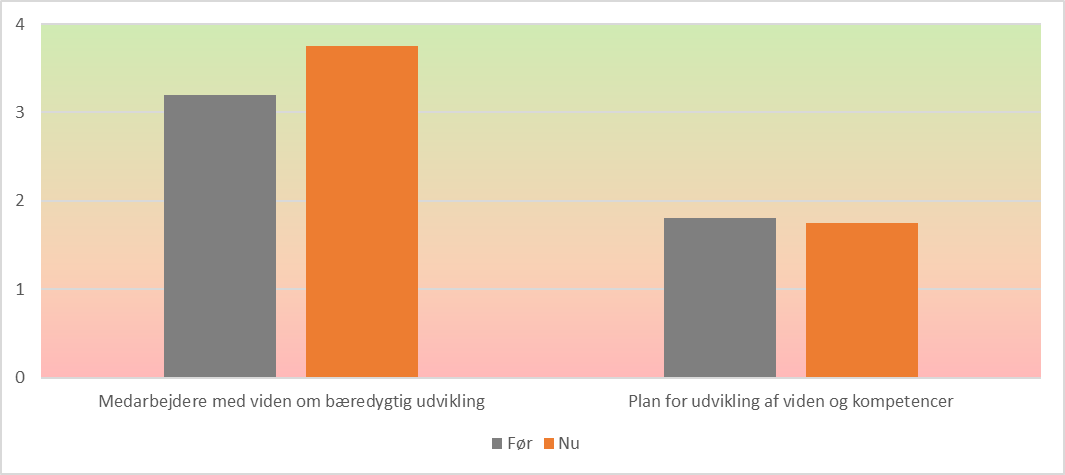 4
3
2
1
0
Medarbejdere med viden om bæredygtig udvikling
Plan for udvikling af viden og kompetencer
Før Nu